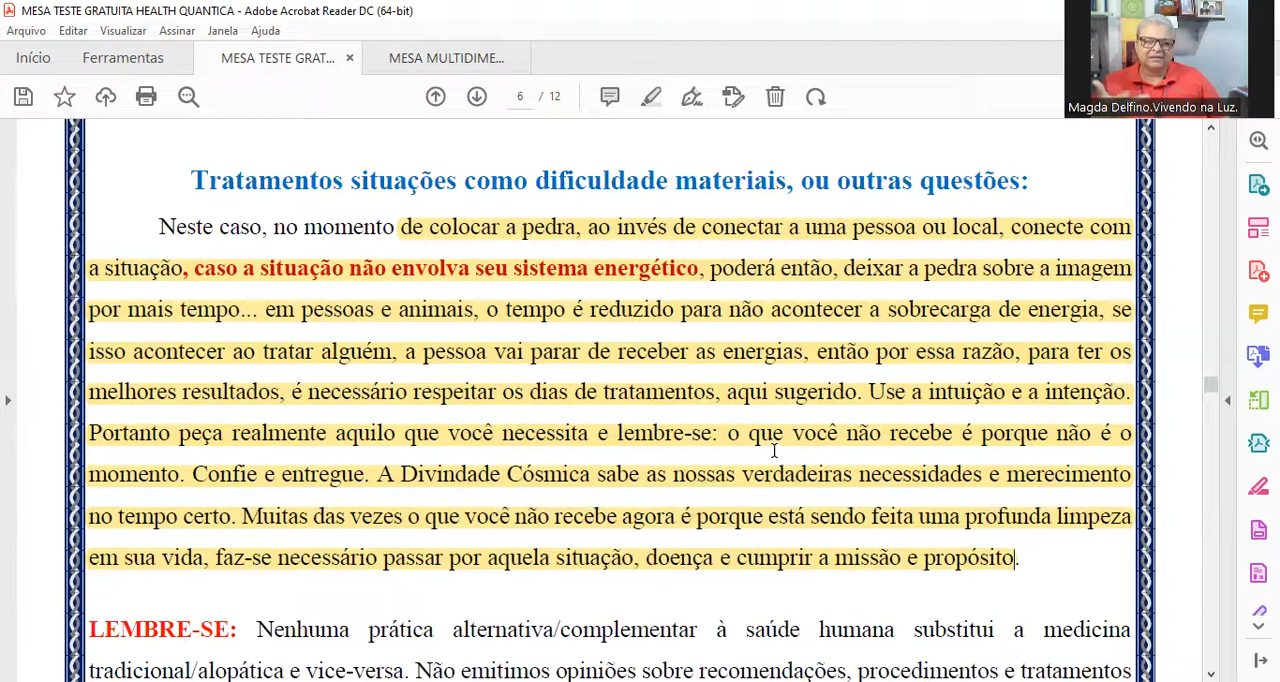 MESA TESTE GRATUITA HEALTH QUANTICA - Adobe Acrobat Reader DC (64-bit)
Arquivo Editar Visualizar Assinar Janela Ajuda
Início Ferramentas MESA TESTE GRAT... × MESA MULTIDIME...
6 / 12
Magda Delfino.Vivendo na Luz.
Tratamentos situações como dificuldade materiais, ou outras questões:
Neste caso, no momento de colocar a pedra, ao invés de conectar a uma pessoa ou local, conecte com
a situação, caso a situação não envolva seu sistema energético, poderá então, deixar a pedra sobre a imagem
por mais tempo... em pessoas e animais, o tempo é reduzido para não acontecer a sobrecarga de energia, se
isso acontecer ao tratar alguém, a pessoa vai parar de receber as energias, então por essa razão, para ter os
melhores resultados, é necessário respeitar os dias de tratamentos, aqui sugerido. Use a intuição e a intenção.
Portanto peça realmente aquilo que você necessita e lembre-se: o que você não recebe é porque não é o
momento. Confie e entregue. A Divindade Cósmica sabe as nossas verdadeiras necessidades e merecimento
no tempo certo. Muitas das vezes o que você não recebe agora é porque está sendo feita uma profunda limpeza
em sua vida, faz-se necessário passar por aquela situação, doença e cumprir a missão e propósito.
LEMBRE-SE: Nenhuma prática alternativa/complementar à saúde humana substitui a medicina
tradicional/alopática e vice-versa. Não emitimos opiniões sobre recomendações, procedimentos e tratamentos